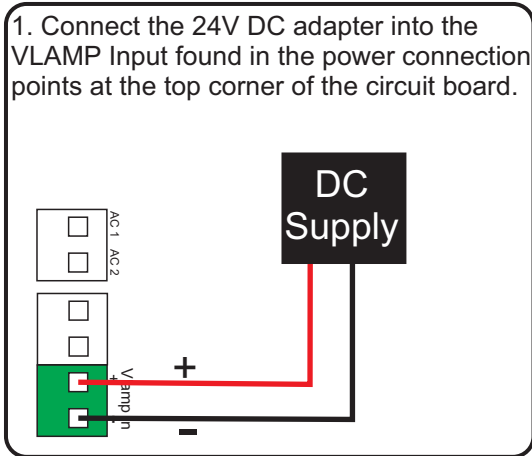 1. Connect the 24V DC adapter into the
VLAMP Input found in the power connection
points at the top corner of the circuit board.
DC
Supply
AC 1
AC 2
+
-
+
-